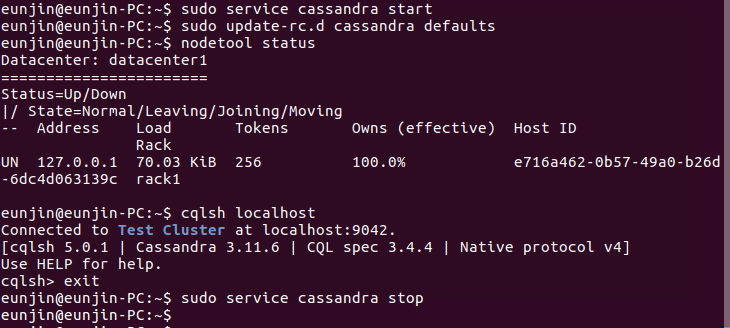 eunjin@eunjin-PC:~$ sudo service cassandra start
eunjin@eunjin-PC:~$ sudo update-rc.d cassandra defaults
eunjin@eunjin-PC:~$ nodetool status
Datacenter: datacenter1
=======================
Status=Up/Down
|/ State=Normal/Leaving/Joining/Moving
--  Address    Load       Tokens       Owns (effective)  Host ID
               Rack
UN  127.0.0.1  70.03 KiB  256          100.0%            e716a462-0b57-49a0-b26d
-6dc4d063139c  rack1
eunjin@eunjin-PC:~$ cqlsh localhost
Connected to Test Cluster at localhost:9042.
[cqlsh 5.0.1 | Cassandra 3.11.6 | CQL spec 3.4.4 | Native protocol v4]
Use HELP for help.
cqlsh> exit
eunjin@eunjin-PC:~$ sudo service cassandra stop
eunjin@eunjin-PC:~$
eunjin@eunjin-PC:~$